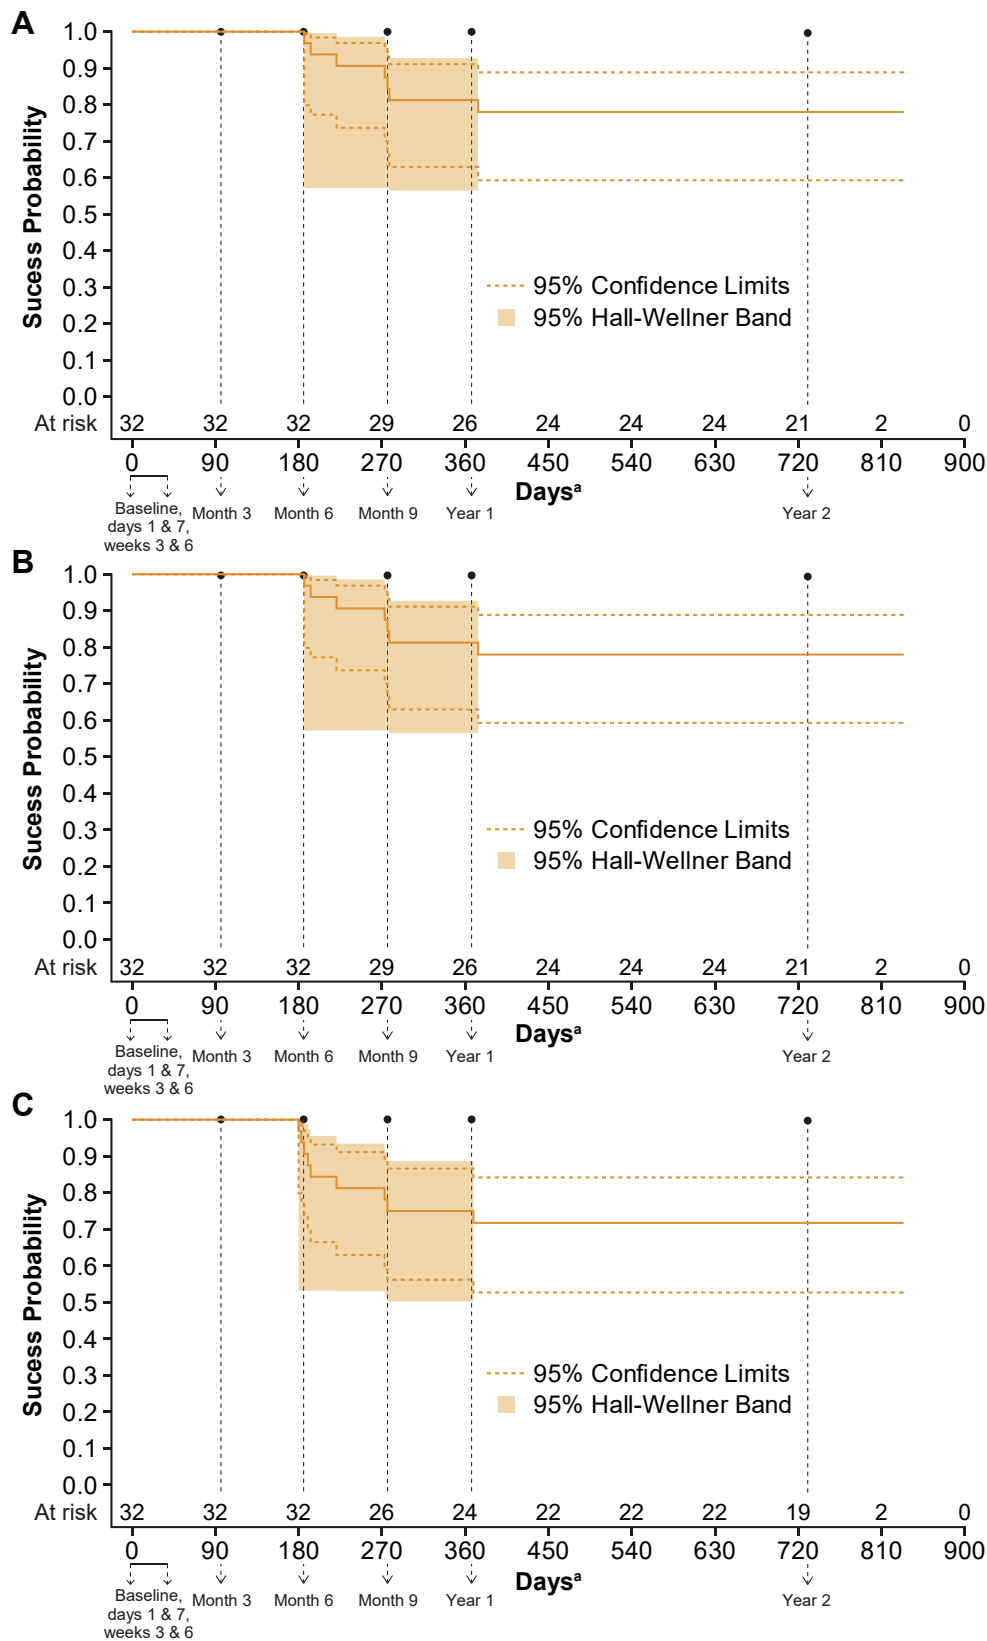 A
1.0
0.9
0.8
0.7
0.6
0.5
0.4
0.3
0.2
0.1
0.0
Sucess Probability
95% Confidence Limits
95% Hall-Wellner Band
At risk 32 32 32 29 26 24 24 24 21 2 0
0 90 180 270 360 450 540 630 720 810 900
Daysa
Baseline, days 1 & 7, weeks 3 & 6
Month 3 Month 6 Month 9 Year 1 Year 2
B
1.0
0.9
0.8
0.7
0.6
0.5
0.4
0.3
0.2
0.1
0.0
Sucess Probability
95% Confidence Limits
95% Hall-Wellner Band
At risk 32 32 32 29 26 24 24 24 21 2 0
0 90 180 270 360 450 540 630 720 810 900
Daysa
Baseline, days 1 & 7, weeks 3 & 6
Month 3 Month 6 Month 9 Year 1 Year 2
C
1.0
0.9
0.8
0.7
0.6
0.5
0.4
0.3
0.2
0.1
0.0
Sucess Probability
95% Confidence Limits
95% Hall-Wellner Band
At risk 32 32 32 26 24 22 22 22 19 2 0
0 90 180 270 360 450 540 630 720 810 900
Daysa
Baseline, days 1 & 7, weeks 3 & 6
Month 3 Month 6 Month 9 Year 1 Year 2